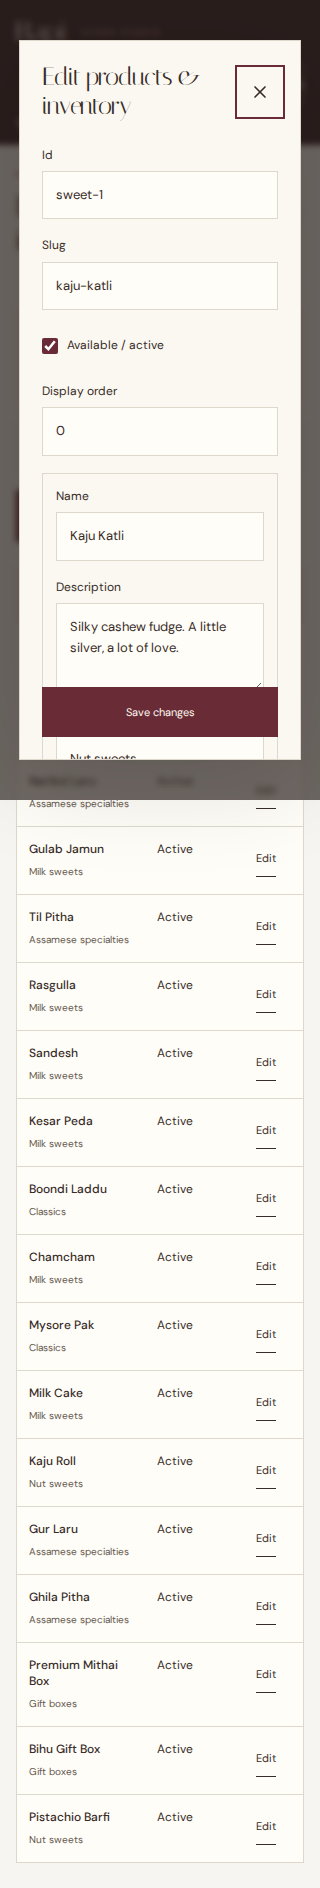 Edit products &
inventory
Id
sweet-1
Slug
kaju-katli
Available / active
Display order
0
Name
Kaju Katli
Description
Silky cashew fudge. A little
silver, a lot of love.
Save changes
Nut sweets
Active
Edit
Assamese specialties
Gulab Jamun
Active
Edit
Milk sweets
Til Pitha
Active
Edit
Assamese specialties
Rasgulla
Active
Edit
Milk sweets
Sandesh
Active
Edit
Milk sweets
Kesar Peda
Active
Edit
Milk sweets
Boondi Laddu
Active
Edit
Classics
Chamcham
Active
Edit
Milk sweets
Mysore Pak
Active
Edit
Classics
Milk Cake
Active
Edit
Milk sweets
Kaju Roll
Active
Edit
Nut sweets
Gur Laru
Active
Edit
Assamese specialties
Ghila Pitha
Active
Edit
Assamese specialties
Premium Mithai
Box
Active
Edit
Gift boxes
Bihu Gift Box
Active
Edit
Gift boxes
Pistachio Barfi
Active
Edit
Nut sweets